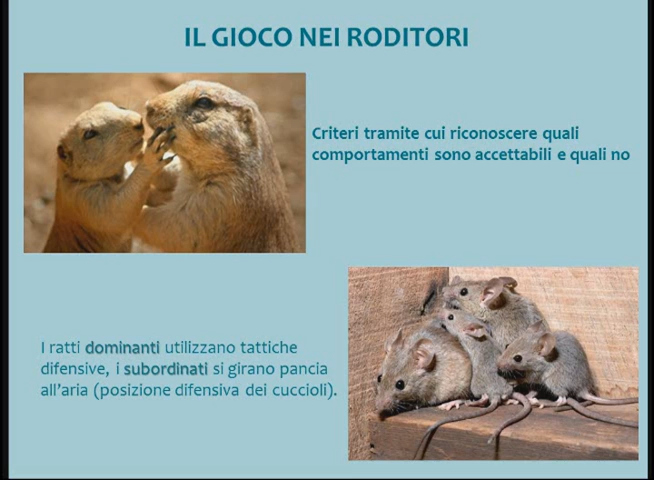 IL GIOCO NEI RODITORI
Criteri tramite cui riconoscere quali
comportamenti sono accettabili e quali no
I ratti dominanti utilizzano tattiche
difensive, i subordinati si girano pancia
all'aria (posizione difensiva dei cuccioli).